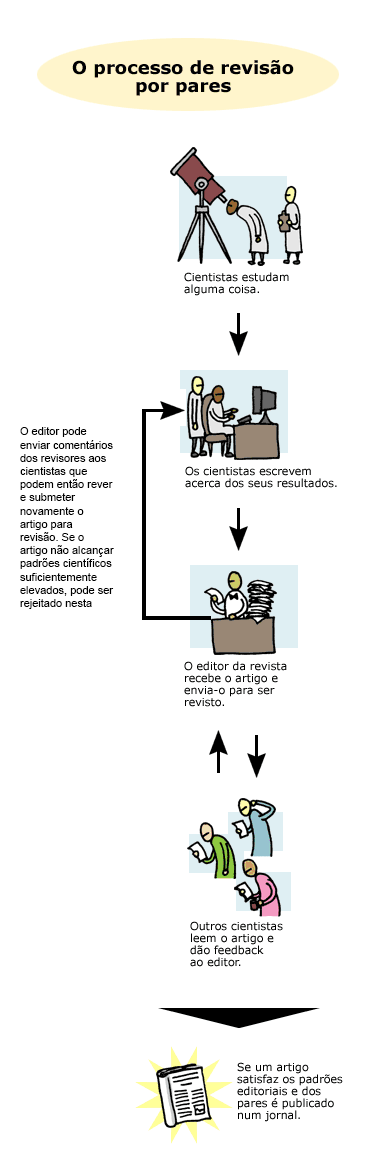 O processo de revisão
por pares
Cientistas estudam
alguma coisa.
Os cientistas escrevem
acerca dos seus resultados.
O editor pode
enviar comentários
dos revisores aos
cientistas que
podem então rever
e submeter
novamente o
artigo para
revisão. Se o
artigo não alcançar
padrões científicos
suficientemente
elevados, pode ser
rejeitado nesta
O editor da revista
recebe o artigo e
envia-o para ser
revisto.
Outros cientistas
leem o artigo e
dão feedback
ao editor.
Se um artigo
satisfaz os padrões
editoriais e dos
pares é publicado
num jornal.